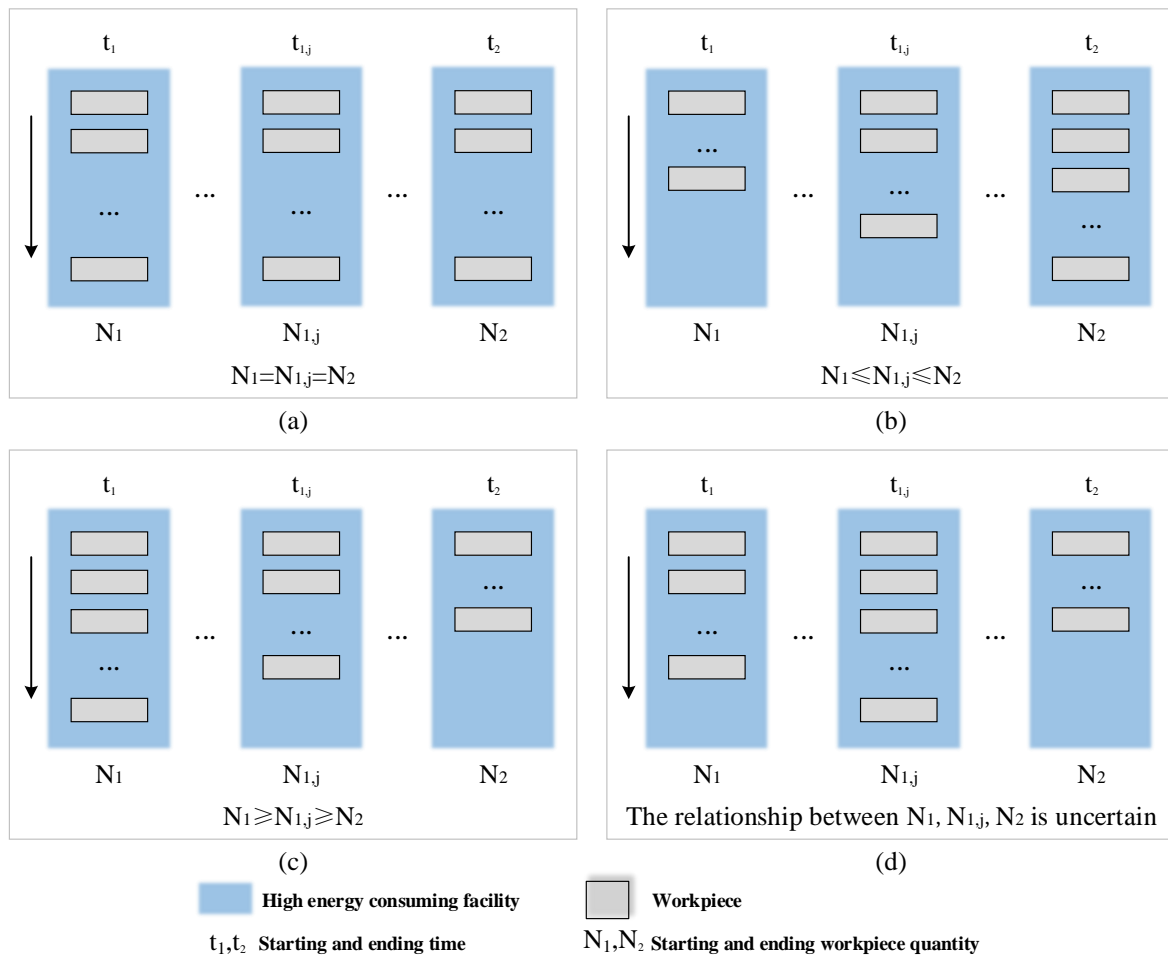 t₁ t₁,ⱼ t₂
... ... ...
... ...
N₁ N₁,ⱼ N₂
N₁=N₁,ⱼ=N₂
(a)
t₁ t₁,ⱼ t₂
...
... ... ...
...
N₁ N₁,ⱼ N₂
N₁≤N₁,ⱼ≤N₂
(b)
t₁ t₁,ⱼ t₂
...
... ... ...
...
N₁ N₁,ⱼ N₂
N₁≥N₁,ⱼ≥N₂
(c)
t₁ t₁,ⱼ t₂
...
... ... ...
...
N₁ N₁,ⱼ N₂
The relationship between N₁, N₁,ⱼ, N₂ is uncertain
(d)
High energy consuming facility
Workpiece
t₁,t₂ Starting and ending time
N₁,N₂ Starting and ending workpiece quantity